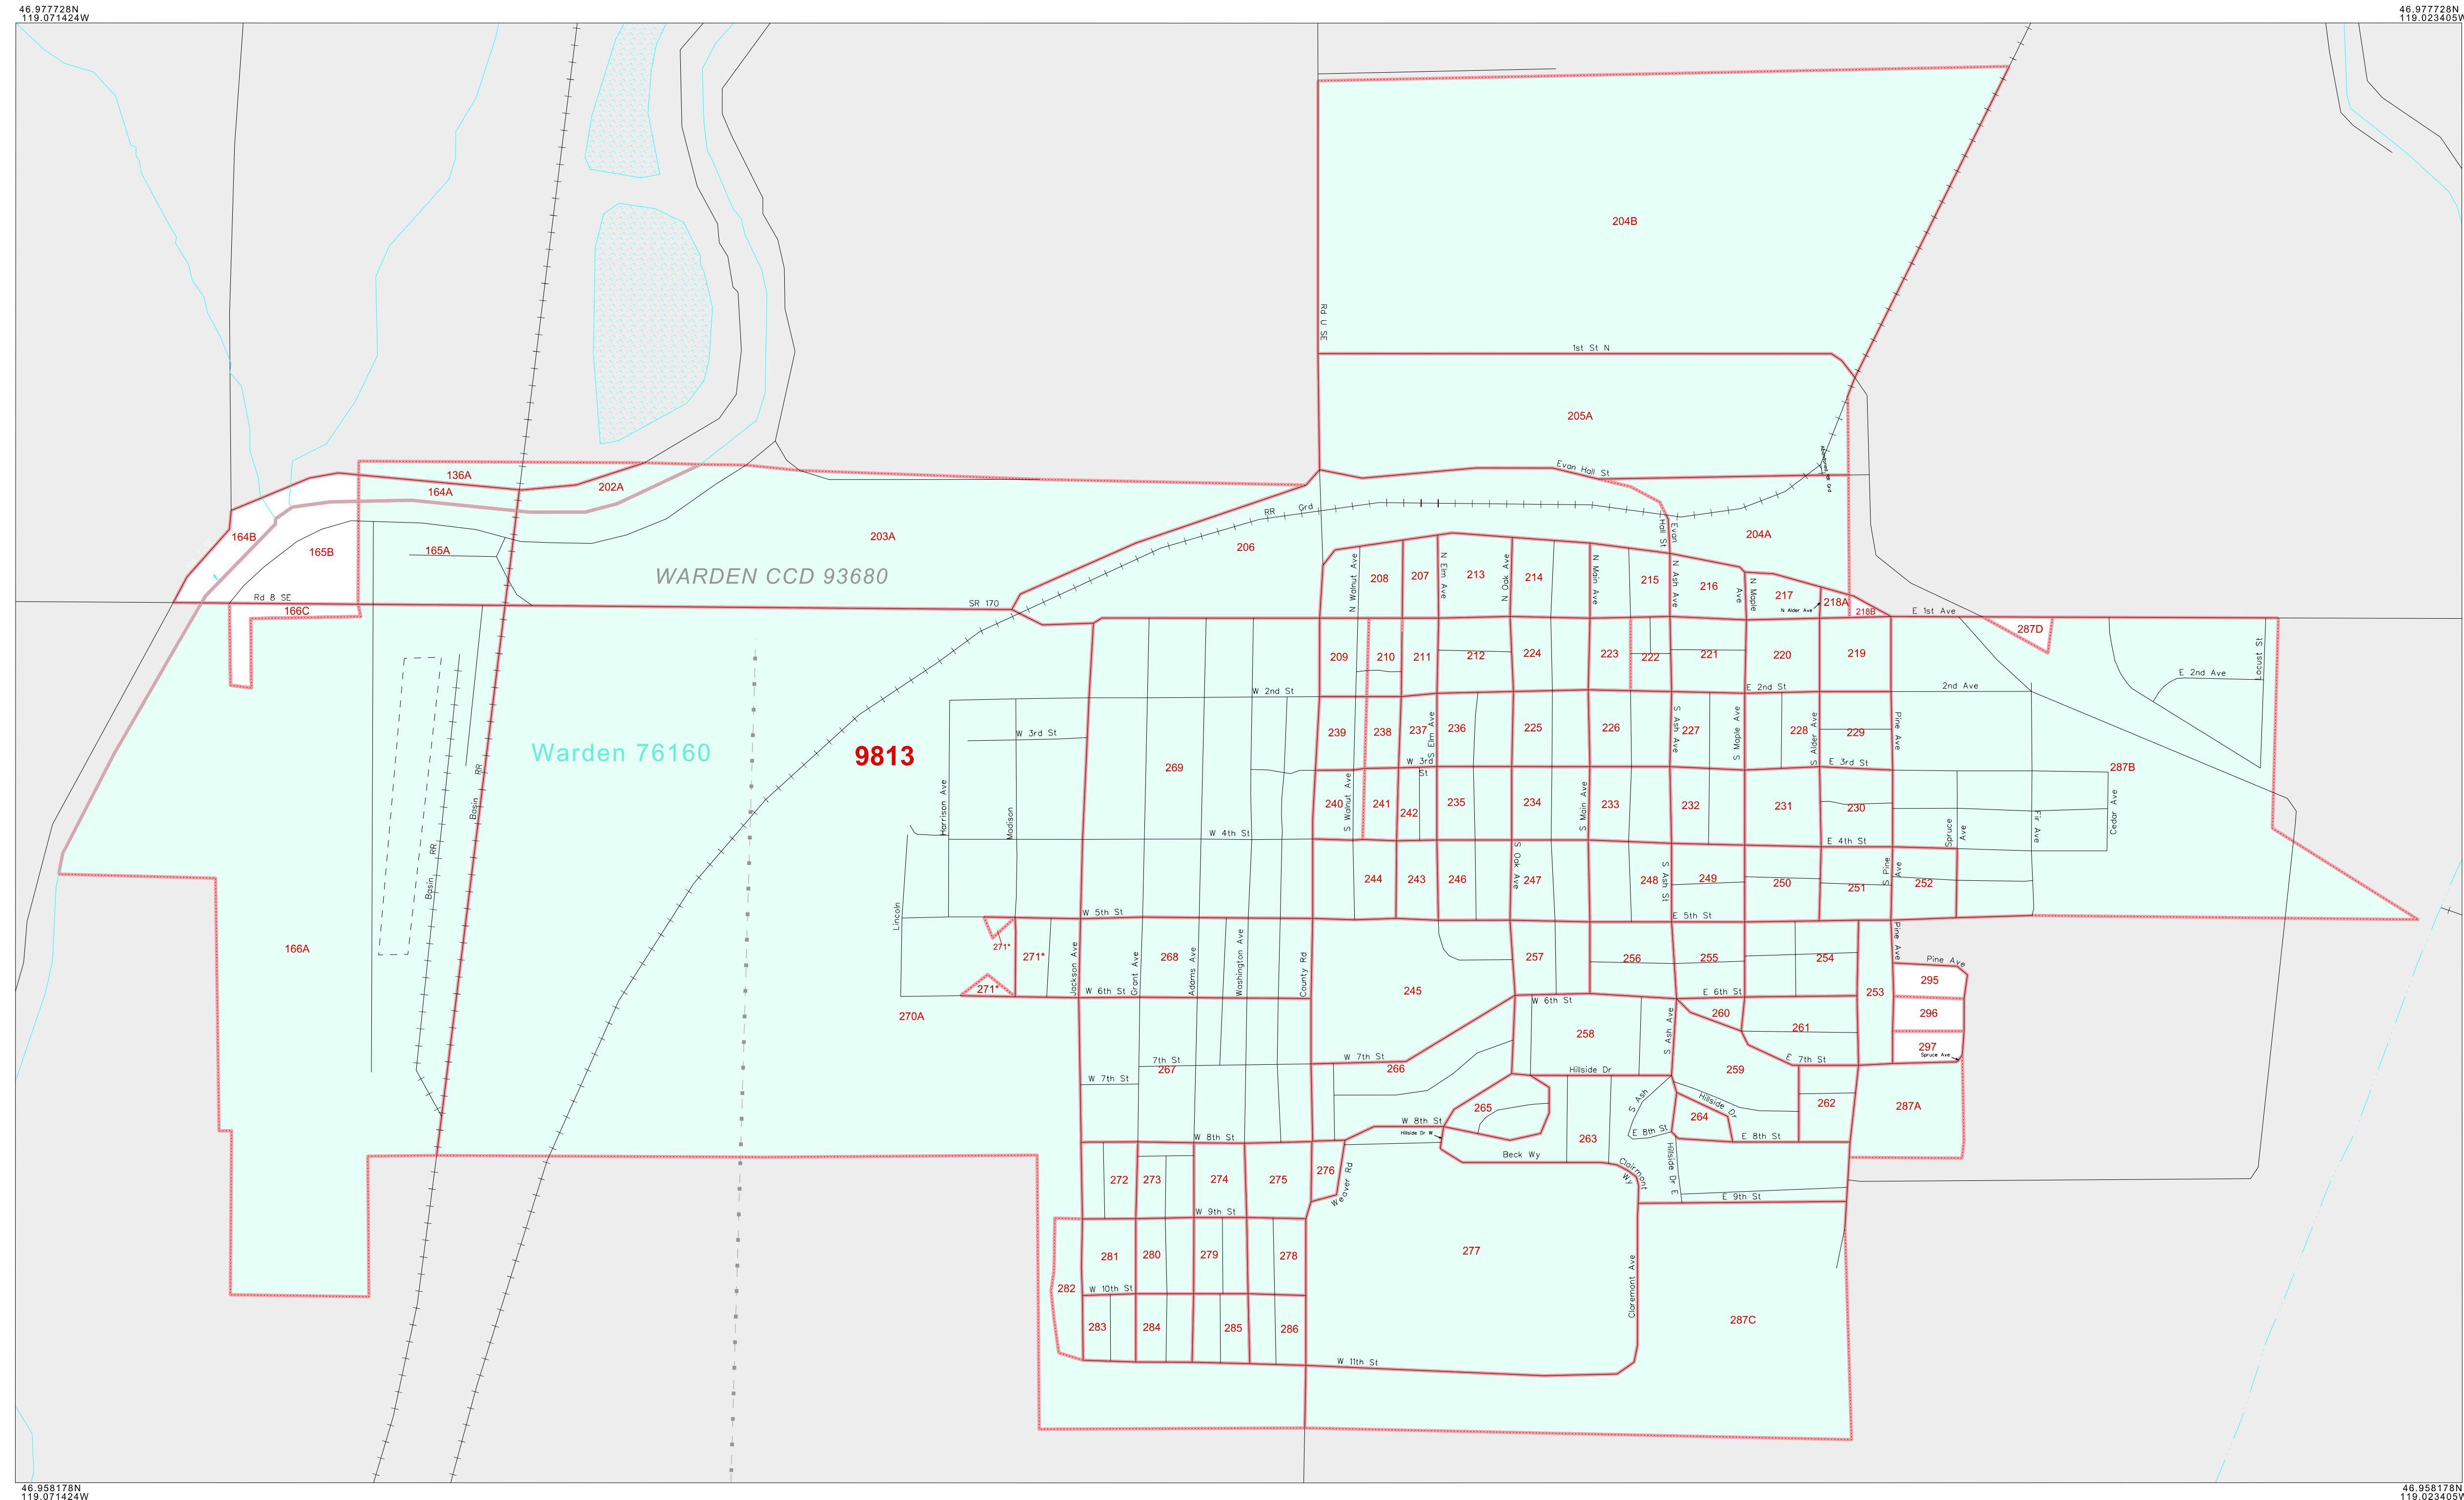 46.977728N
119.071424W
46.977728N
119.023405W
204B
Rd U SE
1st St N
205A
Evan Hall St
136A
164A
202A
203A
RR Grd
206
Evan Hall St
204A
164B
165B
165A
WARDEN CCD 93680
Rd 8 SE
166C
SR 170
N Walnut Ave
208
207
N Elm Ave
213
N Oak Ave
214
N Main Ave
215
N Ash Ave
216
N Maple Ave
217
N Alder Ave
218A
218B
E 1st Ave
287D
209
210
211
212
224
223
222
221
220
219
Locust St
E 2nd Ave
W 2nd St
E 2nd St
2nd Ave
W 3rd St
239
238
237
S Elm Ave
236
225
226
S Ash Ave
227
S Maple Ave
228
S Alder Ave
229
Pine Ave
Warden 76160
9813
269
W 3rd St
E 3rd St
287B
Basin RR
Basin RR
Harrison Ave
Madison
240
S Walnut Ave
241
242
235
234
S Main Ave
233
232
231
230
Spruce Ave
Fir Ave
Cedar Ave
W 4th St
E 4th St
244
243
246
S Oak Ave
247
248
S Ash St
249
250
251
S Pine Ave
252
Lincoln
W 5th St
E 5th St
166A
271*
271*
271*
Jackson Ave
Grant Ave
268
Adams Ave
Washington Ave
County Rd
245
257
256
255
254
253
Pine Ave
Pine Ave
295
270A
W 6th St
W 6th St
E 6th St
258
S Ash Ave
260
261
296
297
Spruce Ave
7th St
267
W 7th St
W 7th St
266
Hillside Dr
259
E 7th St
265
S Ash
Hillside Dr
264
262
287A
W 8th St
W 8th St
Hillside Dr W
263
E 8th St
E 8th St
Beck Wy
Clairmont Wy
Hillside Dr E
272
273
274
275
276
Weaver Rd
E 9th St
W 9th St
281
280
279
278
277
Claremont Ave
282
W 10th St
283
284
285
286
287C
W 11th St
46.958178N
119.071424W
46.958178N
119.023405W